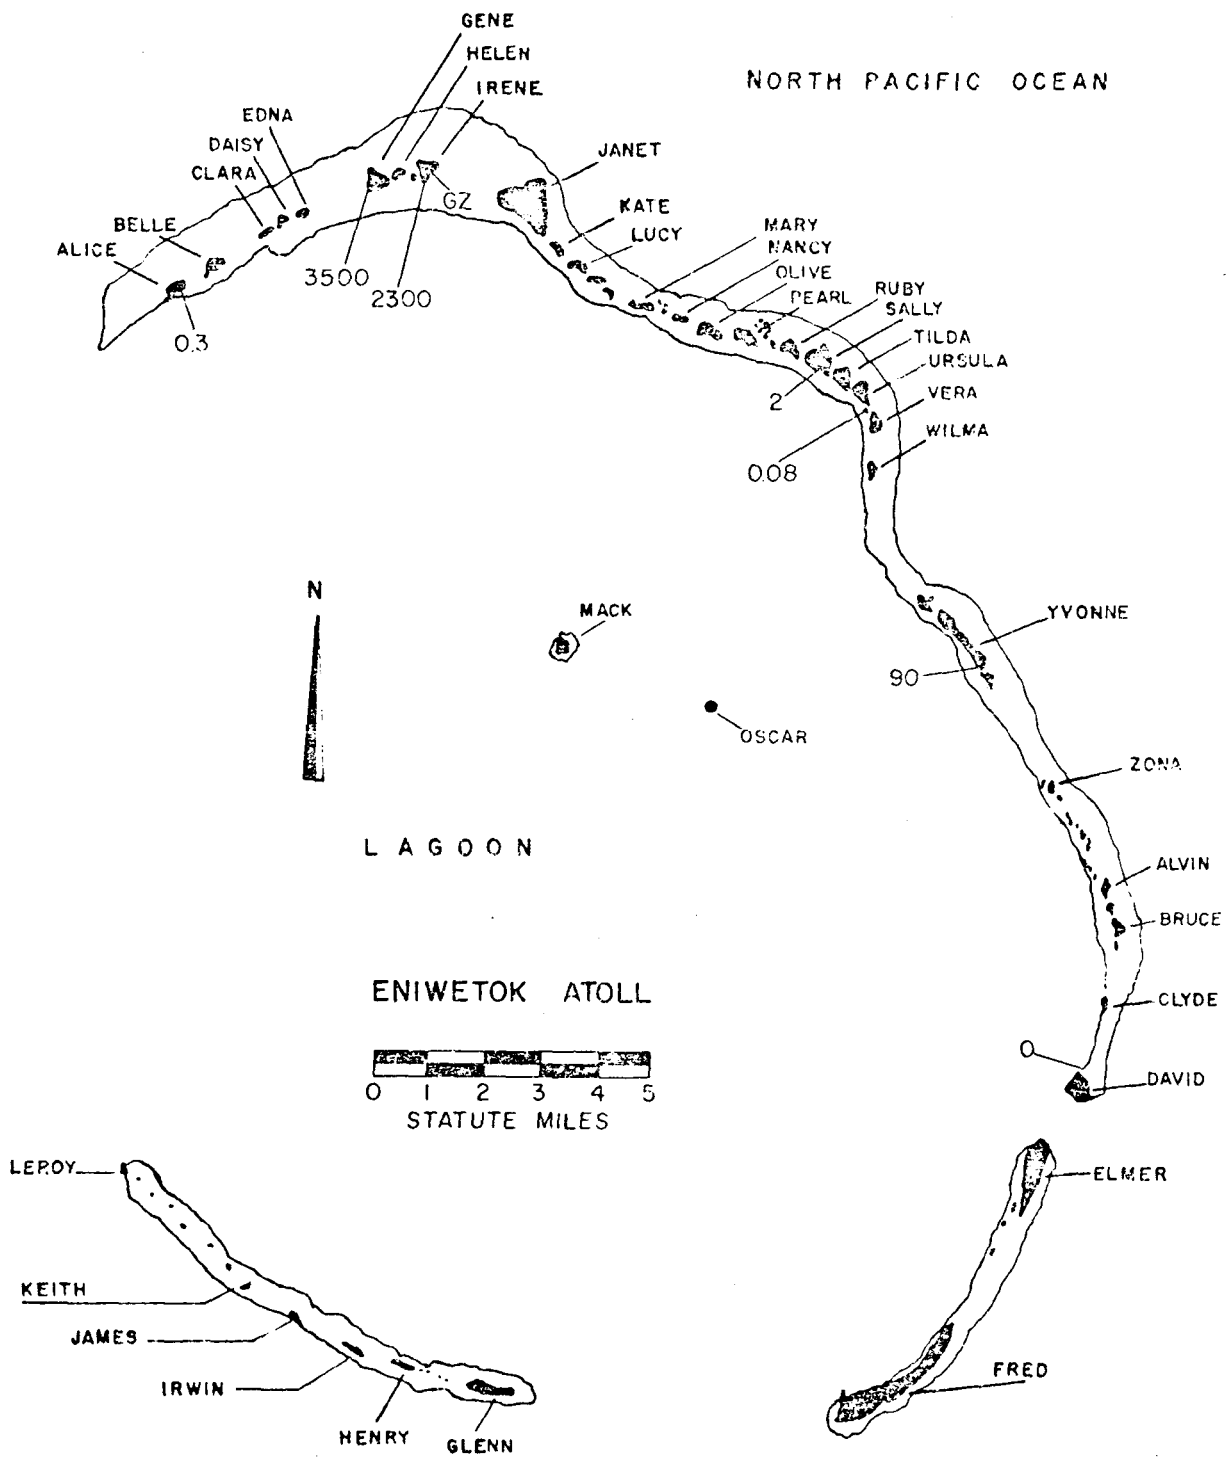 GENE
HELEN
IRENE
NORTH PACIFIC OCEAN
EDNA
DAISY
CLARA
JANET
BELLE
ALICE
GZ
KATE
LUCY
MARY
NANCY
OLIVE
PEARL
RUBY
SALLY
TILDA
URSULA
VERA
WILMA
3500
2300
0.3
2
0.08
N
MACK
YVONNE
90
OSCAR
ZONA
LAGOON
ALVIN
BRUCE
ENIWETOK ATOLL
CLYDE
0
DAVID
0 1 2 3 4 5
STATUTE MILES
LEROY
ELMER
KEITH
JAMES
IRWIN
HENRY
GLENN
FRED